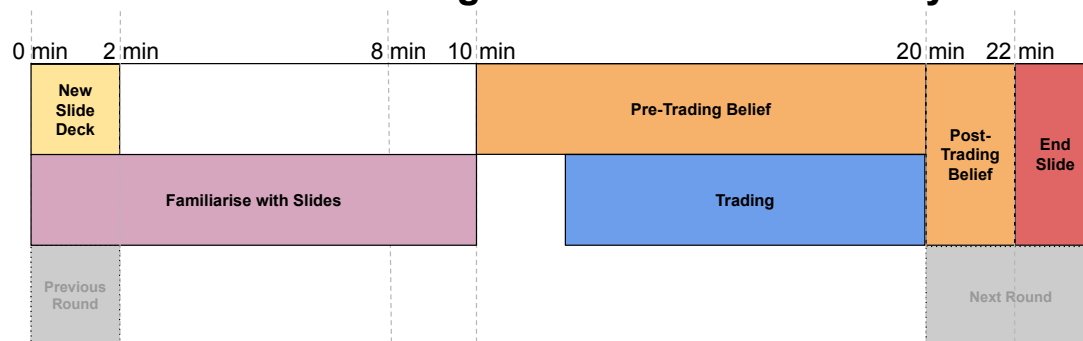 0 min 2 min 8 min 10 min 20 min 22 min
New
Slide
Deck
Pre-Trading Belief
Post-
Trading
Belief
End
Slide
Familiarise with Slides
Trading
Previous
Round
Next Round